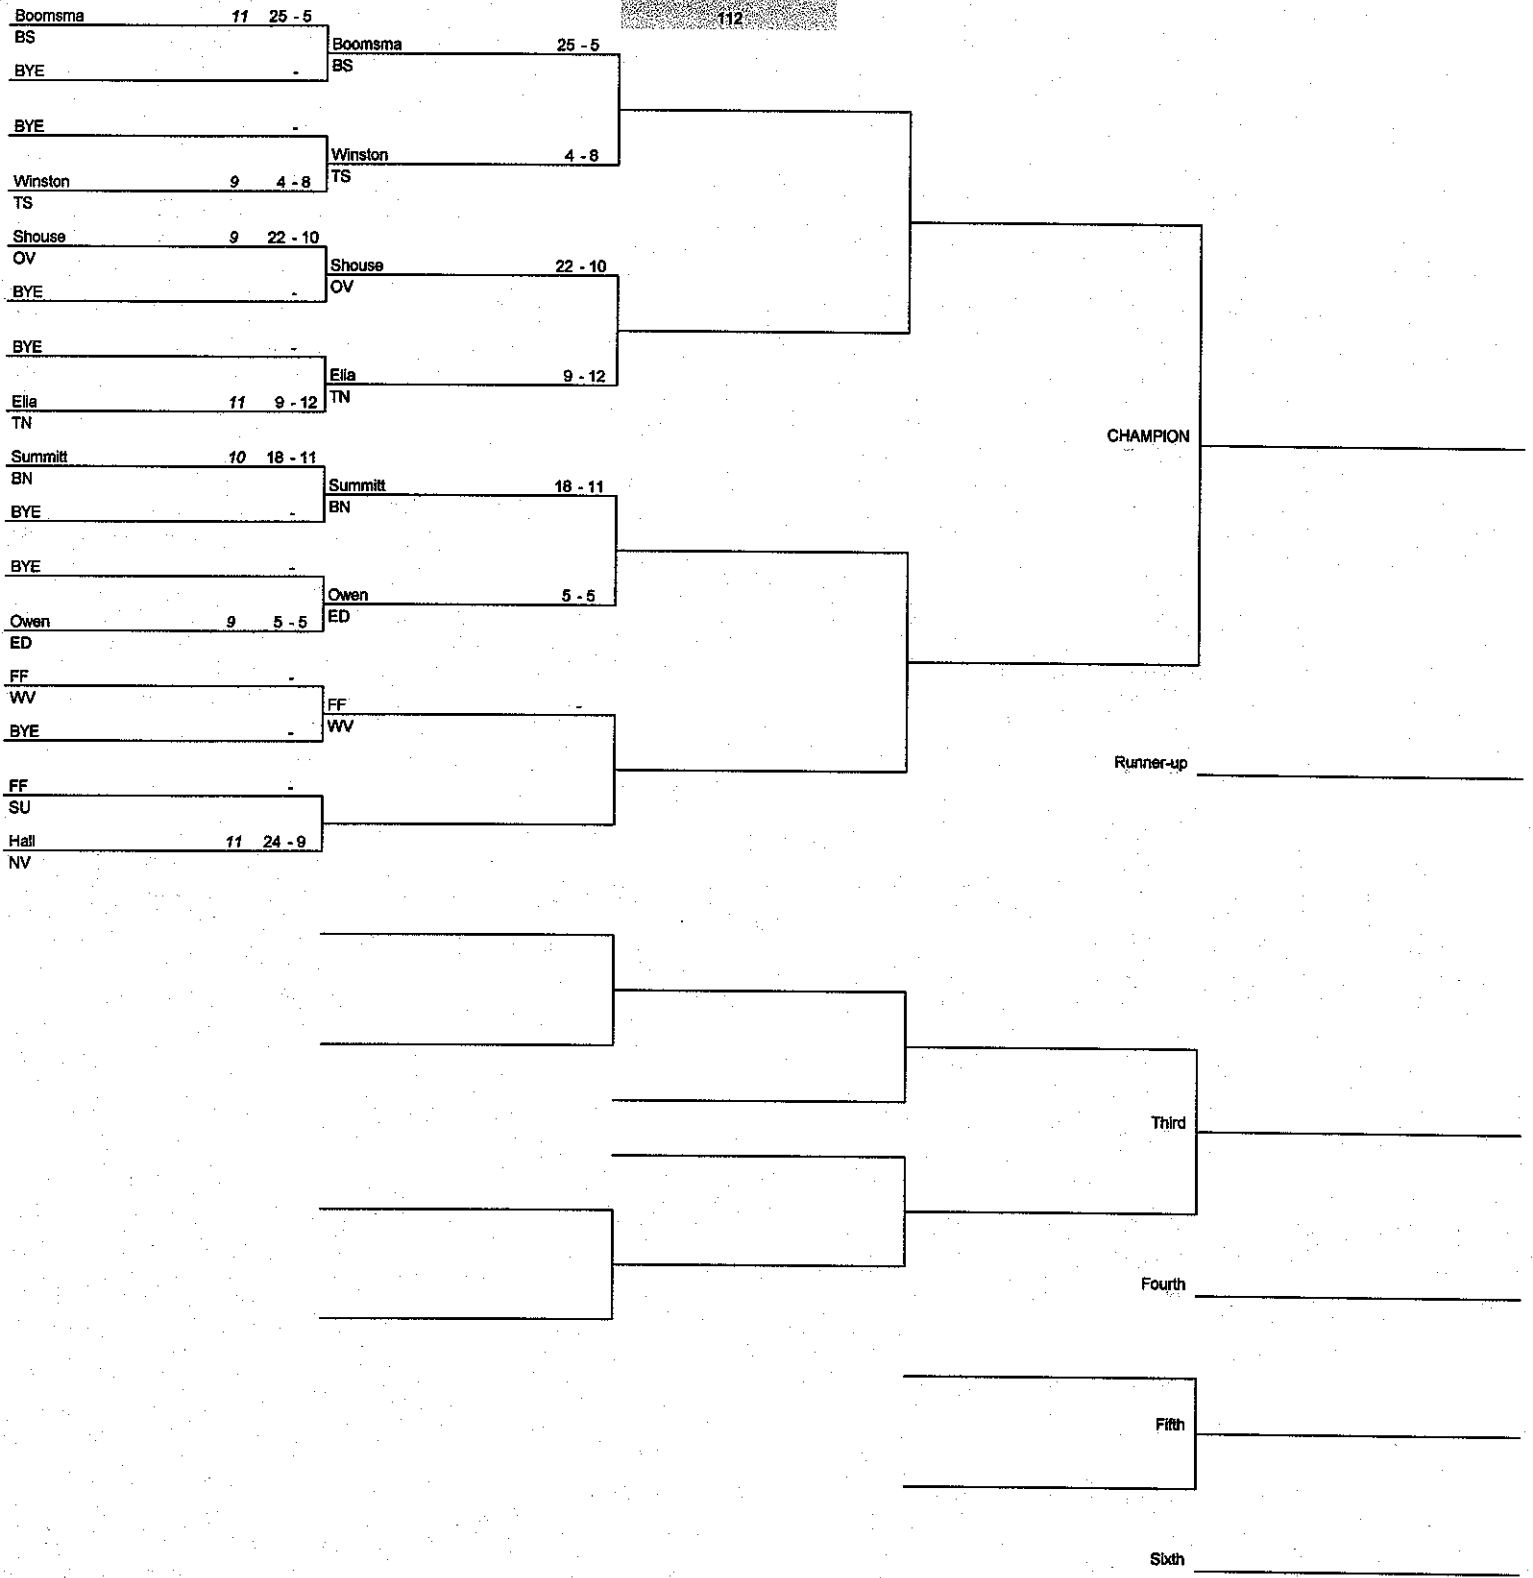 112
Boomsma 11 25 - 5
BS
BYE -
Boomsma 25 - 5
BS
BYE -
Winston 9 4 - 8
TS
Winston 4 - 8
TS
Shouse 9 22 - 10
OV
BYE -
Shouse 22 - 10
OV
BYE -
Elia 11 9 - 12
TN
Elia 9 - 12
TN
Summitt 10 18 - 11
BN
BYE -
Summitt 18 - 11
BN
BYE -
Owen 9 5 - 5
ED
Owen 5 - 5
ED
FF -
WV
BYE -
FF -
WV
FF -
SU
Hall 11 24 - 9
NV
CHAMPION
Runner-up
Third
Fourth
Fifth
Sixth